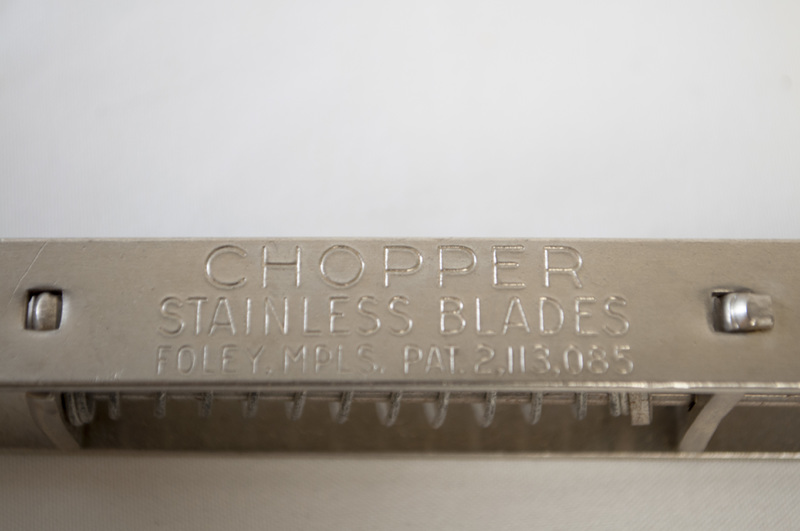 CHOPPER
STAINLESS BLADES
FOLEY, MPLS. PAT. 2,113,085